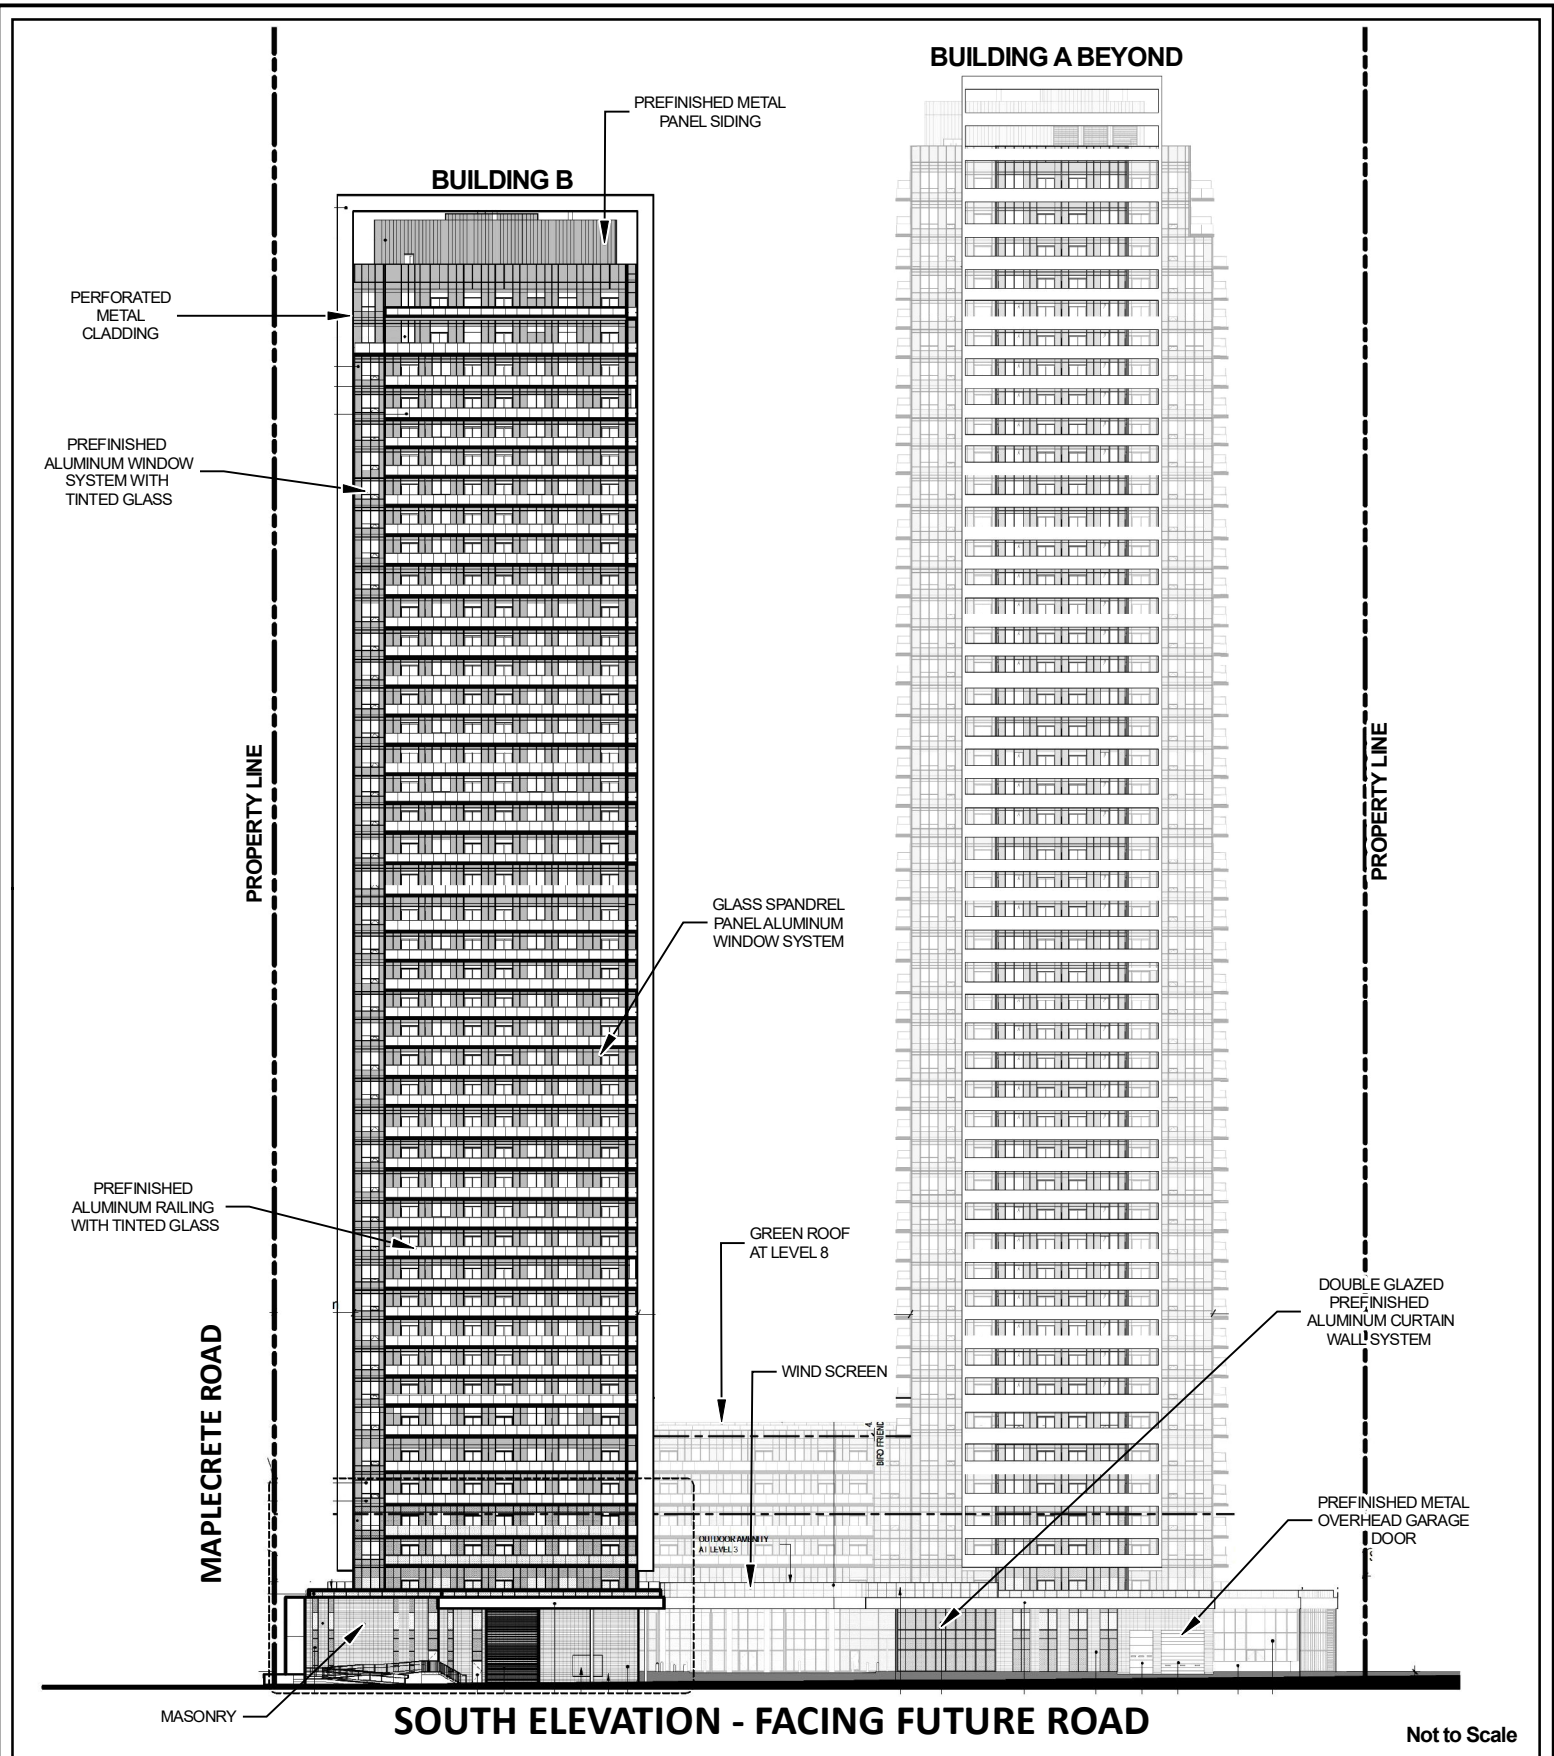 BUILDING A BEYOND
PREFINISHED METAL
PANEL SIDING
BUILDING B
PERFORATED
METAL
CLADDING
PREFINISHED
ALUMINUM WINDOW
SYSTEM WITH
TINTED GLASS
PROPERTY LINE
PROPERTY LINE
GLASS SPANDREL
PANEL ALUMINUM
WINDOW SYSTEM
PREFINISHED
ALUMINUM RAILING
WITH TINTED GLASS
GREEN ROOF
AT LEVEL 8
DOUBLE GLAZED
PREFINISHED
ALUMINUM CURTAIN
WALL SYSTEM
WIND SCREEN
MAPLECRETE ROAD
BIRD FRIEND
OUTDOOR AMENITY
AT LEVEL 3
PREFINISHED METAL
OVERHEAD GARAGE
DOOR
MASONRY
SOUTH ELEVATION - FACING FUTURE ROAD
Not to Scale